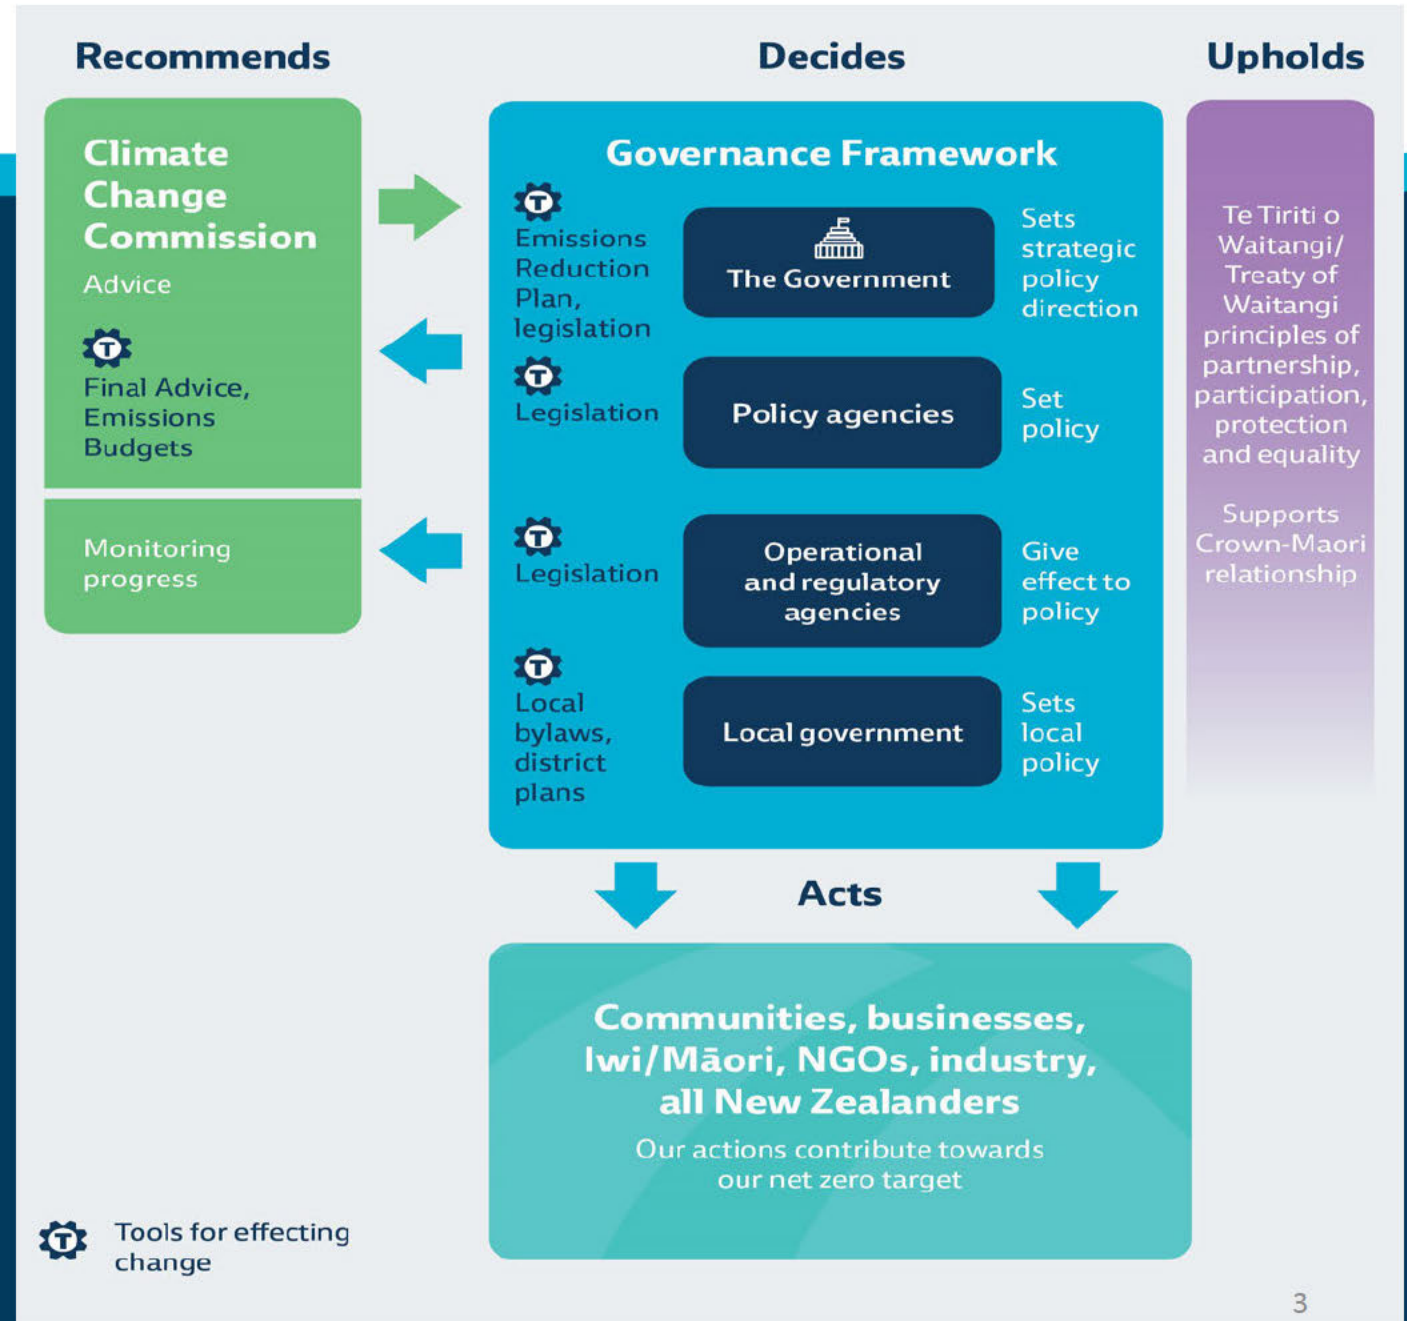 Recommends
Climate
Change
Commission
Advice
T
Final Advice,
Emissions
Budgets
Monitoring
progress
Decides
Governance Framework
T
Emissions
Reduction
Plan,
legislation
The Government
Sets
strategic
policy
direction
T
Legislation
Policy agencies
Set
policy
T
Legislation
Operational
and regulatory
agencies
Give
effect to
policy
T
Local
bylaws,
district
plans
Local government
Sets
local
policy
Upholds
Te Tiriti o
Waitangi/
Treaty of
Waitangi
principles of
partnership,
participation,
protection
and equality
Supports
Crown-Maori
relationship
Acts
Communities, businesses,
Iwi/Māori, NGOs, industry,
all New Zealanders
Our actions contribute towards
our net zero target
T
Tools for effecting
change
3